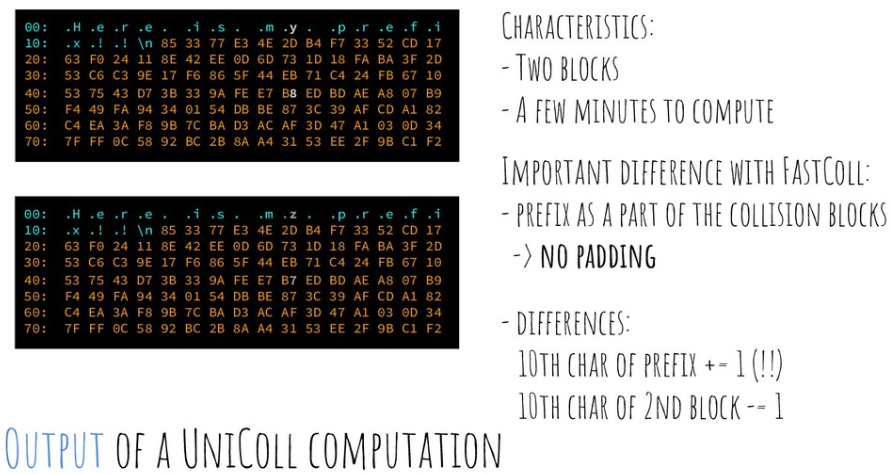 00: .H .e .r .e . .i .s . .m .y . .p .r .e .f .i
10: .x .! .! \n 85 33 77 E3 4E 2D B4 F7 33 52 CD 17
20: 63 F0 24 11 8E 42 EE 0D 6D 73 1D 18 FA BA 3F 2D
30: 53 C6 C3 9E 17 F6 86 5F 44 EB 71 C4 24 FB 67 10
40: 53 75 43 D7 3B 33 9A FE E7 B8 ED BD AE A8 07 B9
50: F4 49 FA 94 34 01 54 DB BE 87 3C 39 AF CD A1 82
60: C4 EA 3A F8 9B 7C BA D3 AC AF 3D 47 A1 03 0D 34
70: 7F FF 0C 58 92 BC 2B 8A A4 31 53 EE 2F 9B C1 F2
00: .H .e .r .e . .i .s . .m .z . .p .r .e .f .i
10: .x .! .! \n 85 33 77 E3 4E 2D B4 F7 33 52 CD 17
20: 63 F0 24 11 8E 42 EE 0D 6D 73 1D 18 FA BA 3F 2D
30: 53 C6 C3 9E 17 F6 86 5F 44 EB 71 C4 24 FB 67 10
40: 53 75 43 D7 3B 33 9A FE E7 B7 ED BD AE A8 07 B9
50: F4 49 FA 94 34 01 54 DB BE 87 3C 39 AF CD A1 82
60: C4 EA 3A F8 9B 7C BA D3 AC AF 3D 47 A1 03 0D 34
70: 7F FF 0C 58 92 BC 2B 8A A4 31 53 EE 2F 9B C1 F2
CHARACTERISTICS:
- TWO BLOCKS
- A FEW MINUTES TO COMPUTE
IMPORTANT DIFFERENCE WITH FASTCOLL:
- PREFIX AS A PART OF THE COLLISION BLOCKS
-> NO PADDING
- DIFFERENCES:
10TH CHAR OF PREFIX += 1 (!!)
10TH CHAR OF 2ND BLOCK -= 1
OUTPUT OF A UNICOLL COMPUTATION